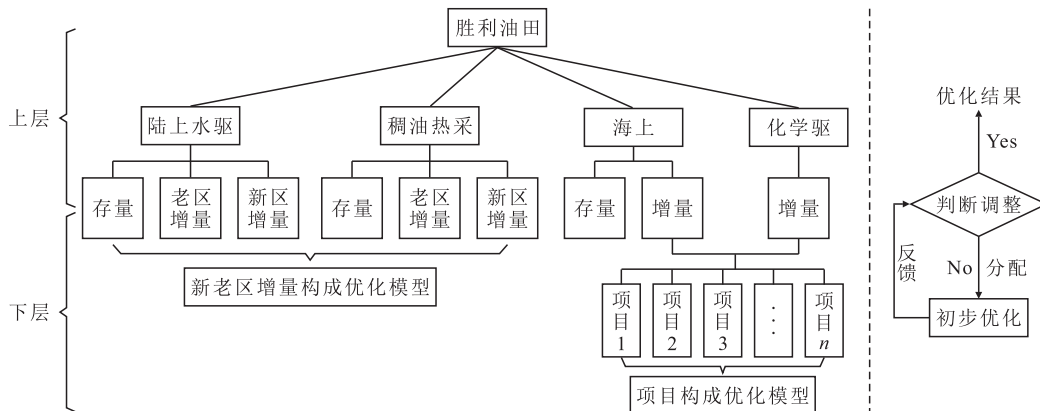 胜利油田
上层
陆上水驱
稠油热采
海上
化学驱
存量
老区
增量
新区
增量
存量
老区
增量
新区
增量
存量
增量
增量
新老区增量构成优化模型
下层
项目1
项目2
项目3
⋮
项目n
项目构成优化模型
优化结果
Yes
判断调整
反馈
No 分配
初步优化